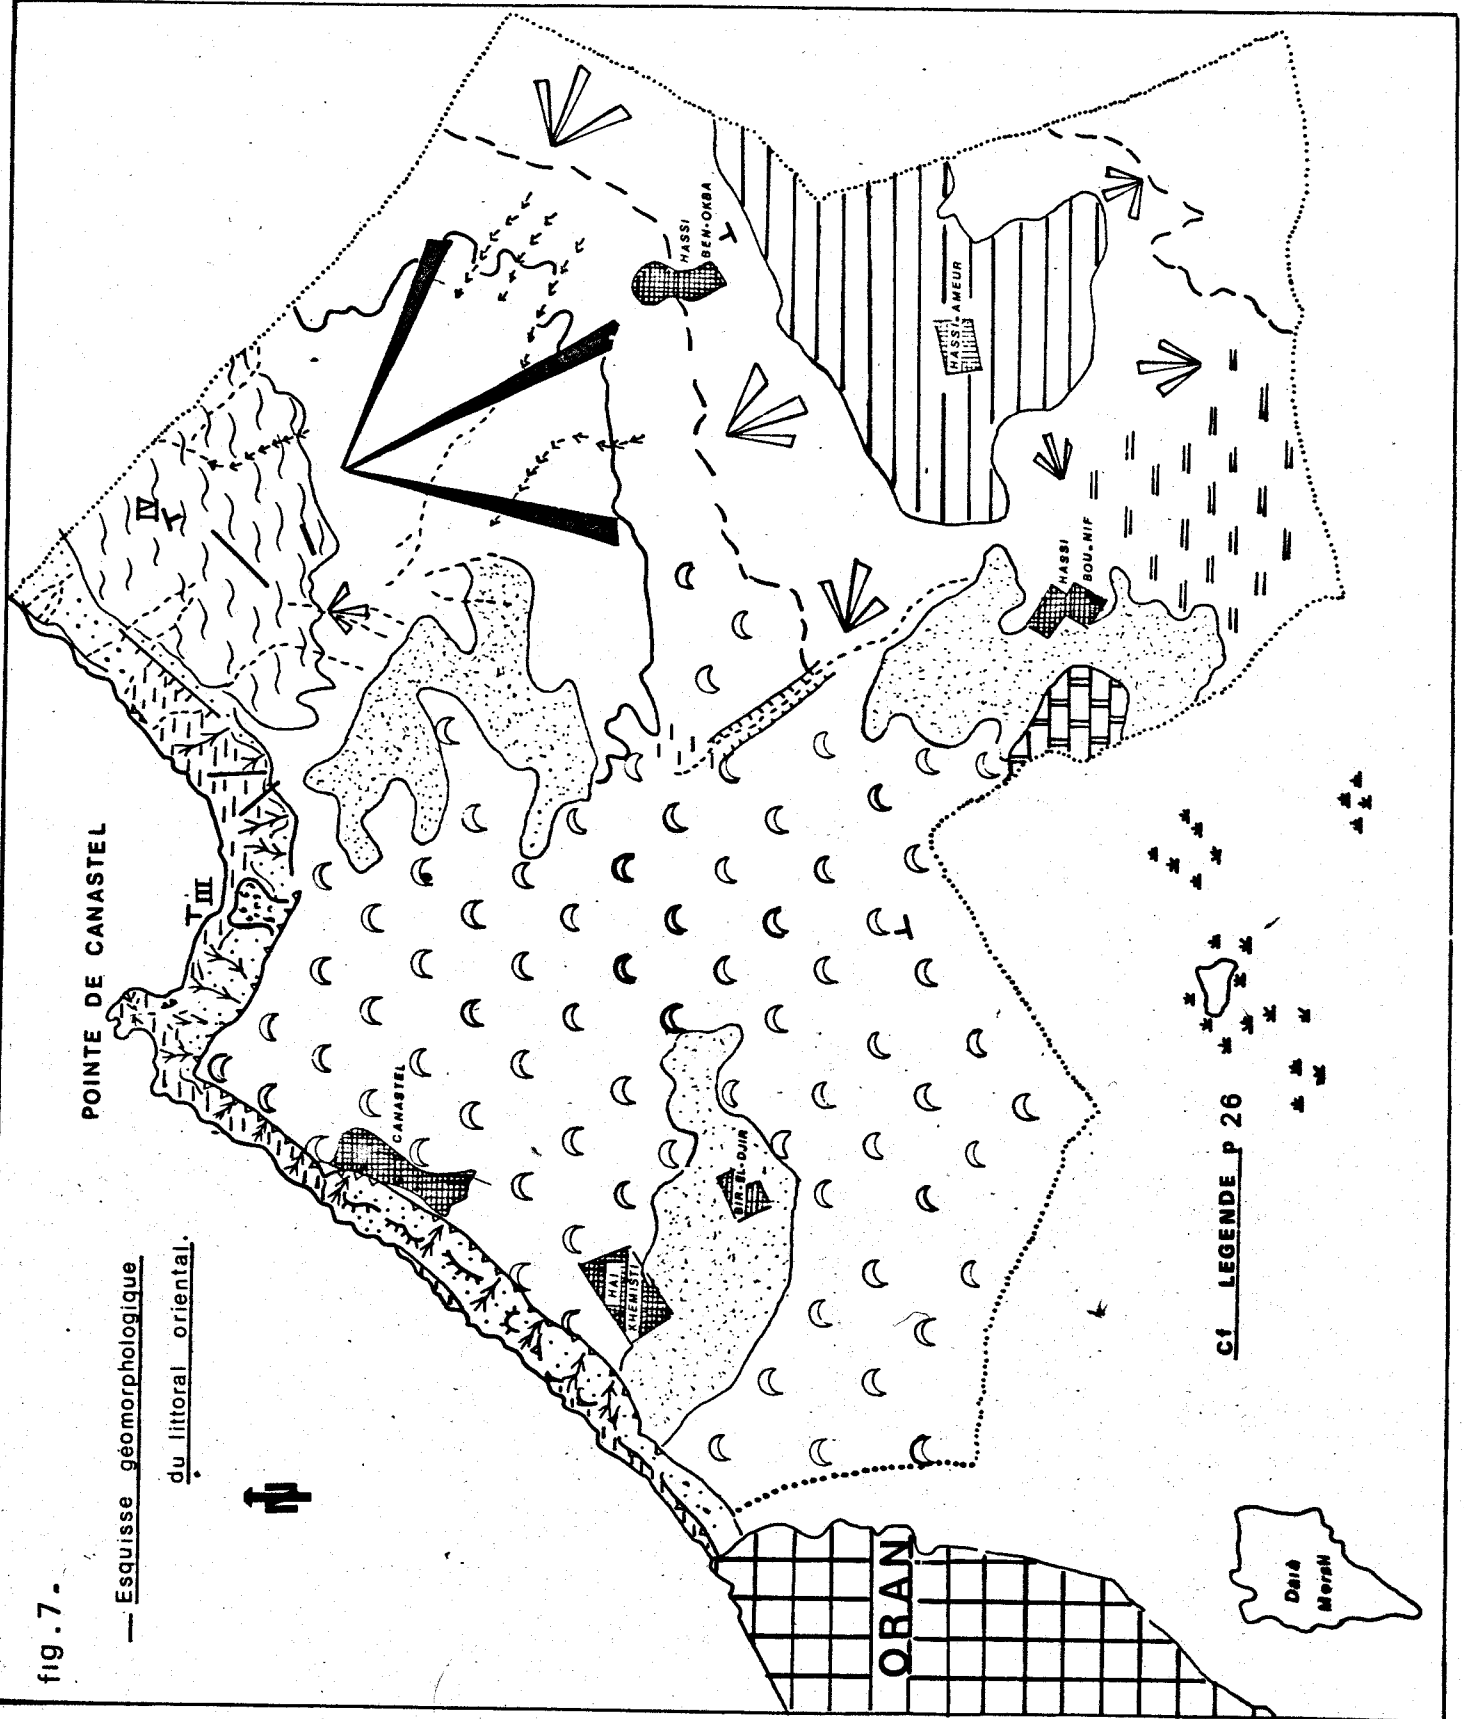 fig.7.-
— Esquisse géomorphologique
du littoral oriental.
N
POINTE DE CANASTEL
T III
IV
T
CANASTEL
HAI
KHEMISTI
BIR-EL-DJIR
HASSI
BEN-OKBA
T
HASSI-AMEUR
HASSI
BOU-NIF
T
ORAN
Cf LEGENDE p 26
Daïa
Morsli